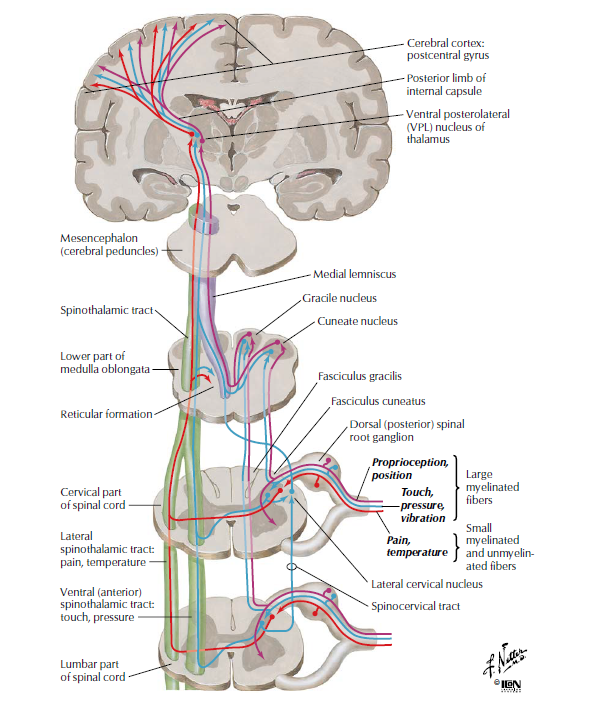 Cerebral cortex:
postcentral gyrus
Posterior limb of
internal capsule
Ventral posterolateral
(VPL) nucleus of
thalamus
Mesencephalon
(cerebral peduncles)
Medial lemniscus
Gracile nucleus
Spinothalamic tract
Cuneate nucleus
Lower part of
medulla oblongata
Fasciculus gracilis
Fasciculus cuneatus
Reticular formation
Dorsal (posterior) spinal
root ganglion
Proprioception,
position
Touch,
pressure,
vibration
Large
myelinated
fibers
Pain,
temperature
Small
myelinated
and unmyelin-
ated fibers
Cervical part
of spinal cord
Lateral
spinothalamic tract:
pain, temperature
Lateral cervical nucleus
Ventral (anterior)
spinothalamic tract:
touch, pressure
Spinocervical tract
Lumbar part
of spinal cord
F. Netter
M.D.
©